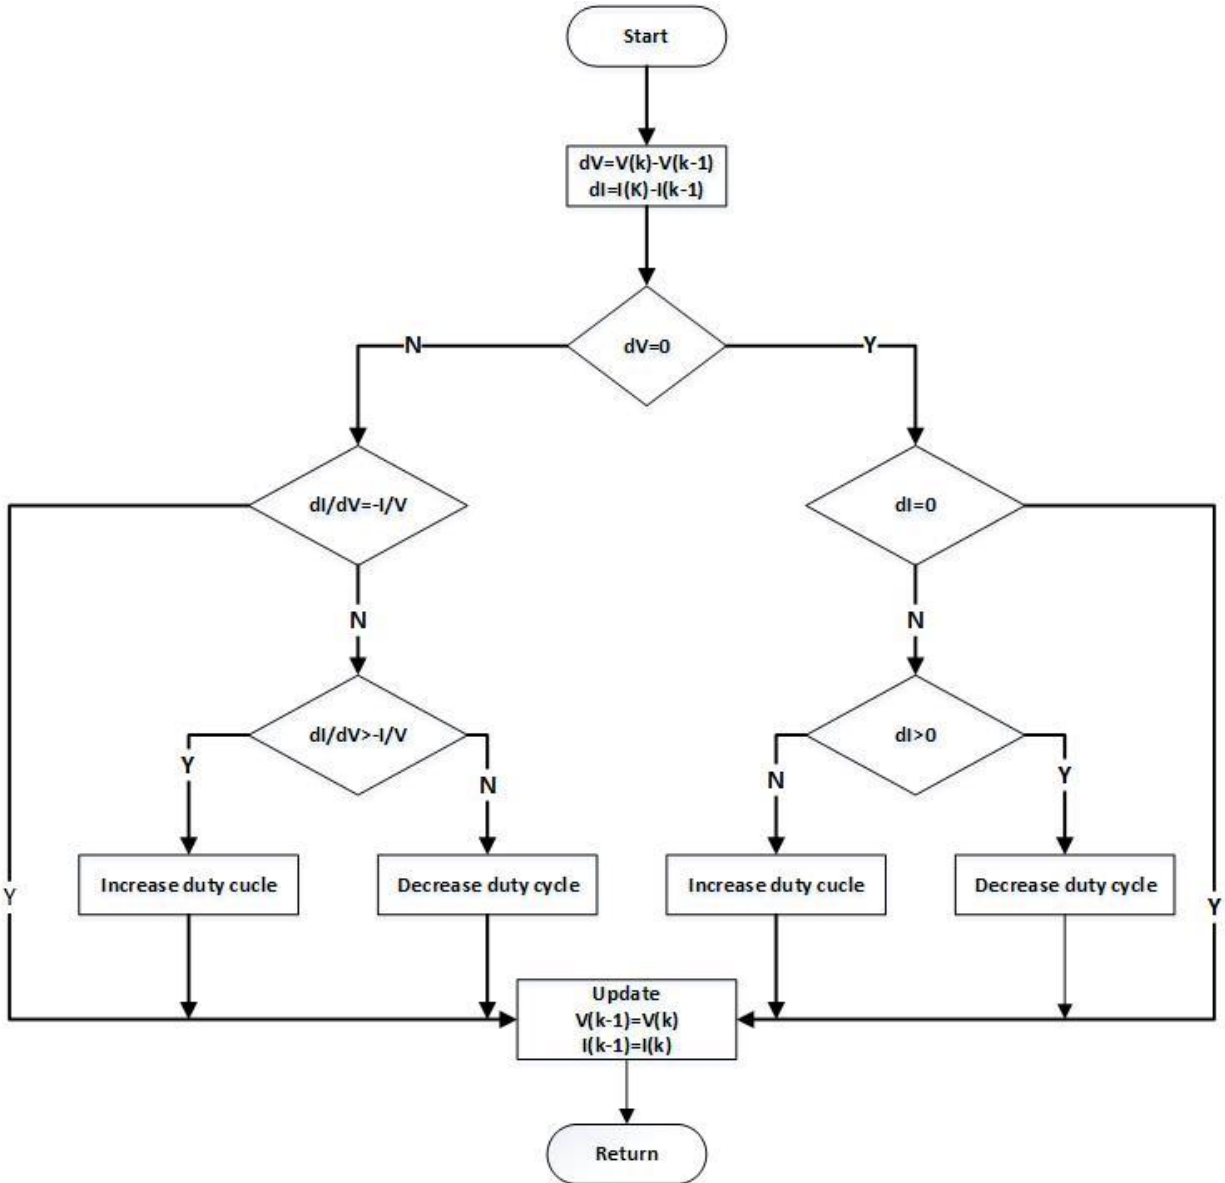 Start
dV=V(k)-V(k-1)
dI=I(K)-I(k-1)
dV=0
N
Y
dI/dV=-I/V
dI=0
N
N
dI/dV>-I/V
dI>0
Y
N
N
Y
Increase duty cucle
Decrease duty cycle
Increase duty cucle
Decrease duty cycle
Y
Y
Update
V(k-1)=V(k)
I(k-1)=I(k)
Return